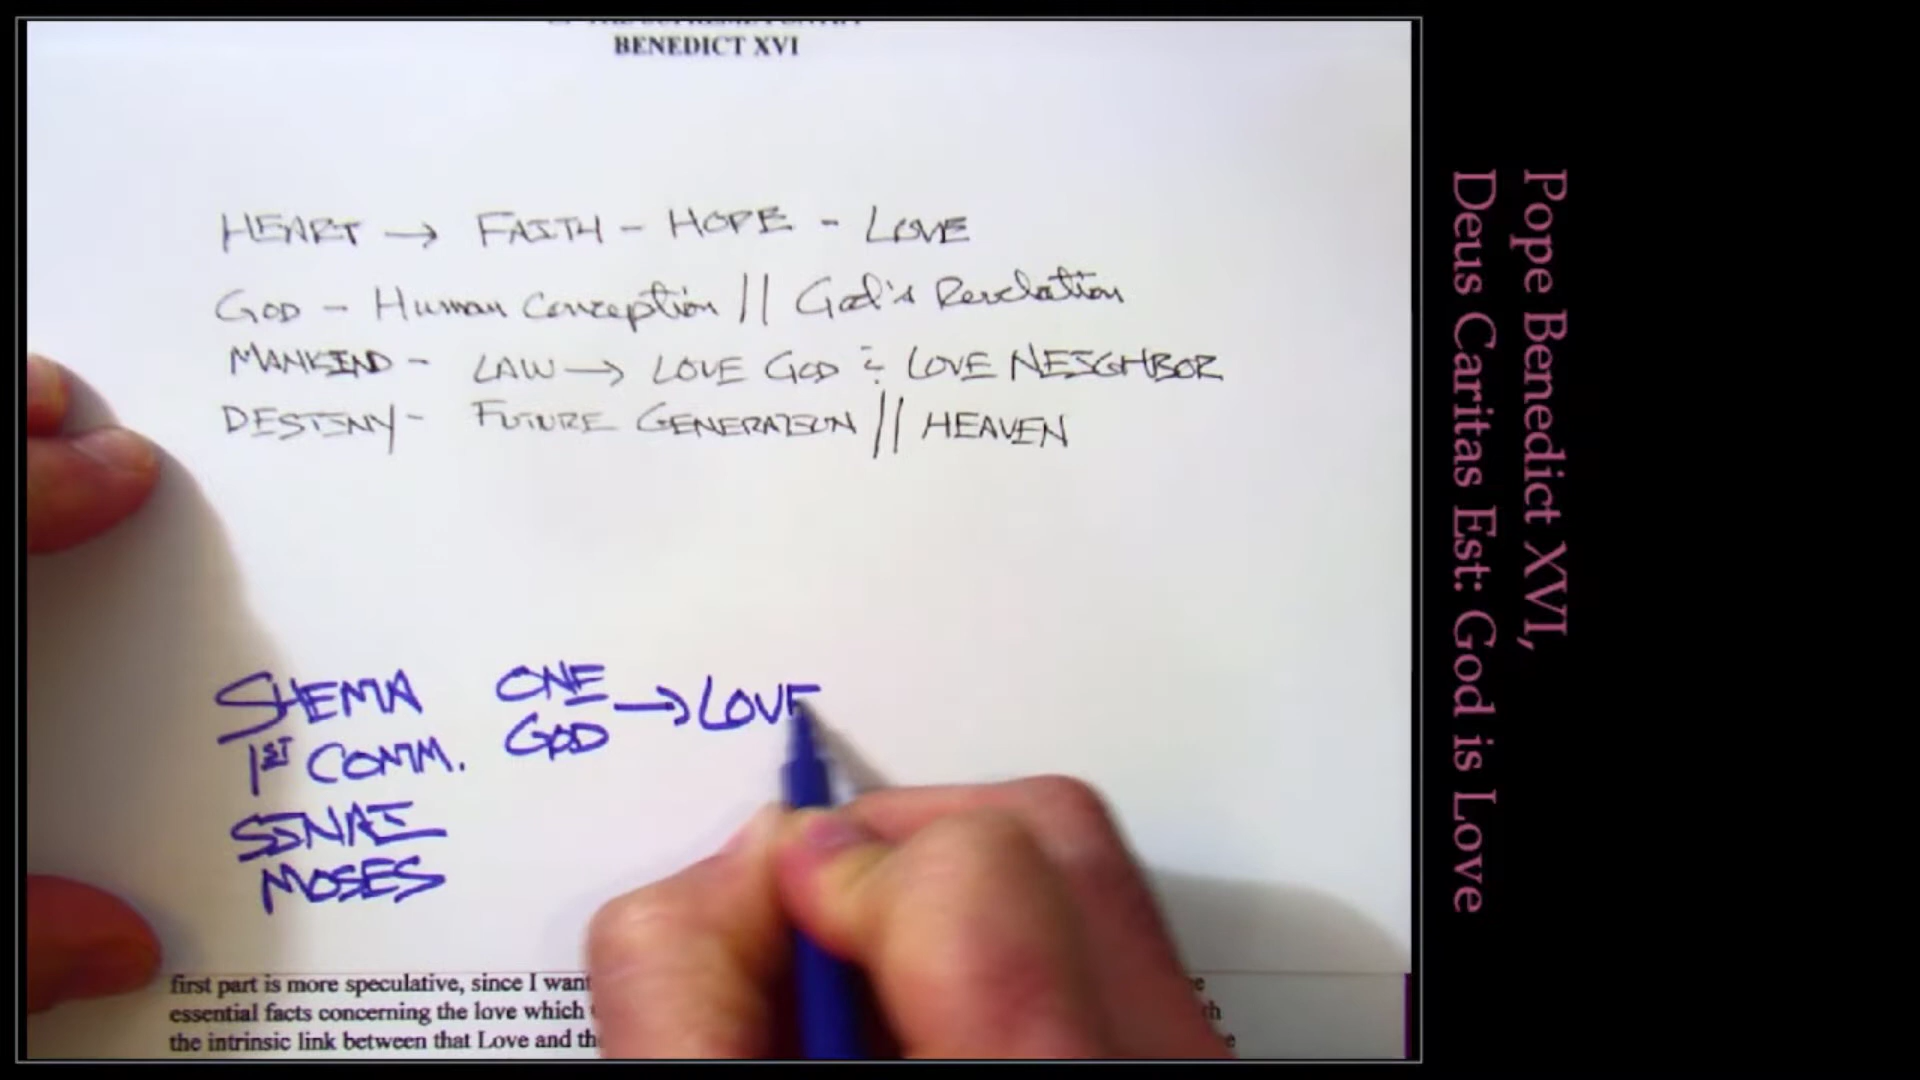 BENEDICT XVI
HEART → FAITH - HOPE - LOVE
GOD - Human Conception || God's Revelation
MANKIND - LAW → LOVE GOD & LOVE NEIGHBOR
DESTINY - FUTURE GENERATION || HEAVEN
SHEMA ONE GOD → LOVE
1ST COMM.
SINAI
MOSES
first part is more speculative, since I want
essential facts concerning the love which
the intrinsic link between that Love and
Pope Benedict XVI,
Deus Caritas Est: God is Love